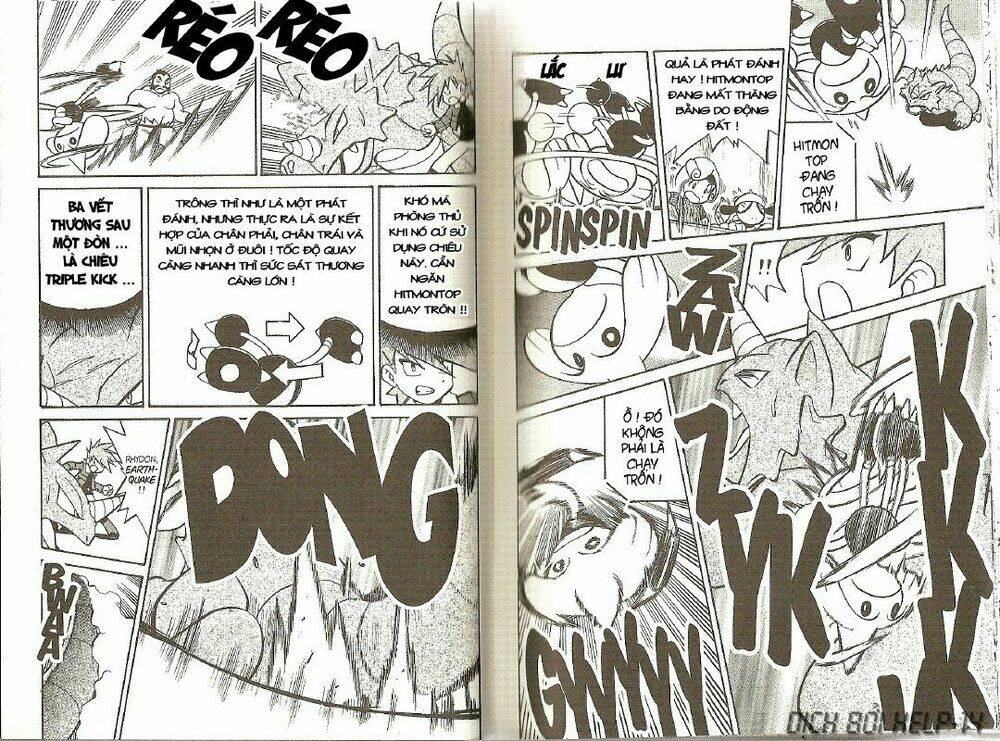 RÉO
RÉO
BA VẾT
THƯƠNG SAU
MỘT ĐÒN ...
LÀ CHIÊU
TRIPLE KICK ...
TRÔNG THÌ NHƯ LÀ MỘT PHÁT
ĐÁNH, NHƯNG THỰC RA LÀ SỰ KẾT
HỢP CỦA CHÂN PHẢI, CHÂN TRÁI VÀ
MŨI NHỌN Ở ĐUÔI ! TỐC ĐỘ QUAY
CÀNG NHANH THÌ SỨC SÁT THƯƠNG
CÀNG LỚN !
KHÓ MÀ
PHÒNG THỦ
KHI NÓ CỨ SỬ
DỤNG CHIÊU
NÀY. CẦN
NGĂN
HITMONTOP
QUAY TRÒN !!
RHYDON,
EARTH-
QUAKE
!!
DONG
BWAA
LẮC LƯ
QUẢ LÀ PHÁT ĐÁNH
HAY ! HITMONTOP
ĐANG MẤT THĂNG
BẰNG DO ĐỘNG
ĐẤT !
HITMON
TOP
ĐANG
CHẠY
TRỐN !
SPINSPIN
!!
ZAWI
Ồ ! ĐÓ
KHÔNG
PHẢI LÀ
CHẠY
TRỐN !
ZYK
KKKK
GYYYYY
DỊCH BỞI HELP-14